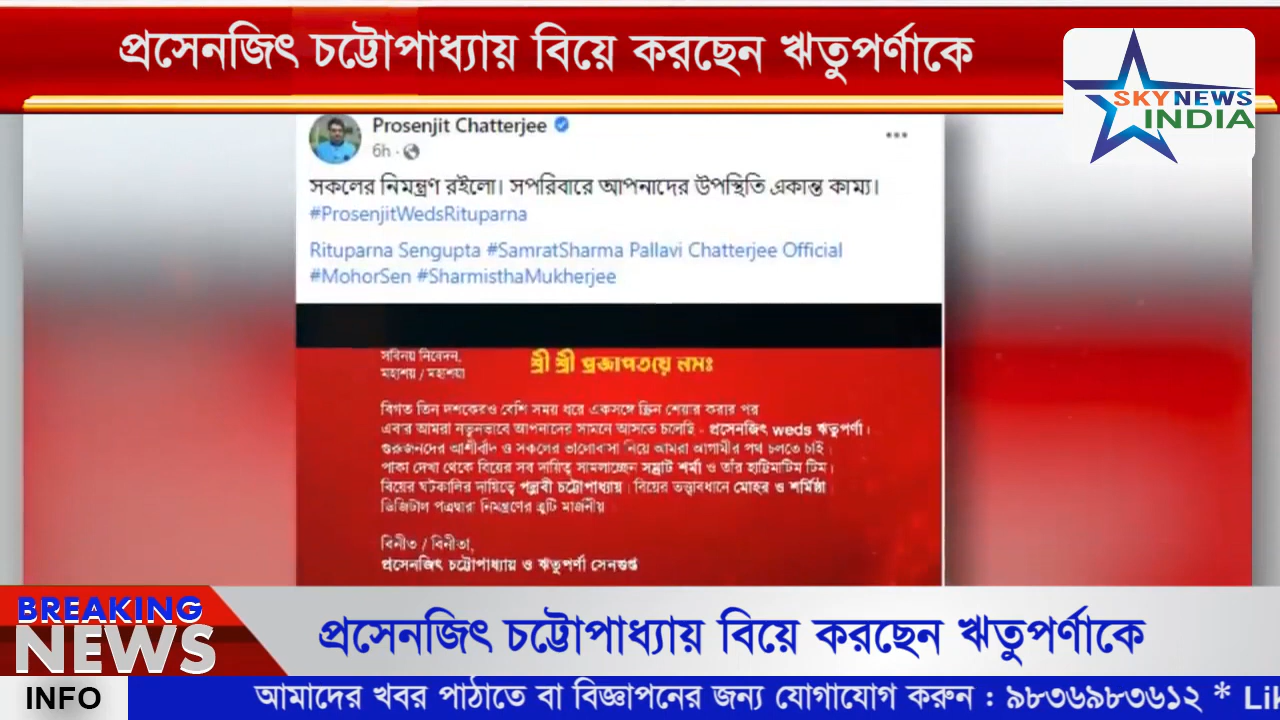 প্রসেনজিৎ চট্টোপাধ্যায় বিয়ে করছেন ঋতুপর্ণাকে
SKYNEWS
INDIA
Prosenjit Chatterjee
6h
সকলের নিমন্ত্রণ রইলো। সপরিবারে আপনাদের উপস্থিতি একান্ত কাম্য।
#ProsenjitWedsRituparna
Rituparna Sengupta #SamratSharma Pallavi Chatterjee Official
#MohorSen #SharmisthaMukherjee
সবিনয় নিবেদন,
মহাশয় / মহাশয়া
শ্রী শ্রী প্রজাপতয়ে নমঃ
বিগত তিন দশকেরও বেশি সময় ধরে একসঙ্গে স্ক্রিন শেয়ার করার পর
এবার আমরা নতুনভাবে আপনাদের সামনে আসতে চলেছি - প্রসেনজিৎ weds ঋতুপর্ণা।
গুরুজনদের আশীর্বাদ ও সকলের ভালোবাসা নিয়ে আমরা আগামীর পথ চলতে চাই।
পাকা দেখা থেকে বিয়ের সব দায়িত্ব সামলাচ্ছেন সম্রাট শর্মা ও তাঁর হাট্টিমাটিম টিম।
বিয়ের ঘটকালির দায়িত্বে পল্লবী চট্টোপাধ্যায়। বিয়ের তত্ত্বাবধানে মোহর ও শর্মিষ্ঠা।
ডিজিটাল পত্রদ্বারা নিমন্ত্রণের ত্রুটি মার্জনীয়
বিনীত / বিনীতা,
প্রসেনজিৎ চট্টোপাধ্যায় ও ঋতুপর্ণা সেনগুপ্ত
BREAKING
NEWS
প্রসেনজিৎ চট্টোপাধ্যায় বিয়ে করছেন ঋতুপর্ণাকে
INFO
আমাদের খবর পাঠাতে বা বিজ্ঞাপনের জন্য যোগাযোগ করুন : ৯৮৩৬৯৮৩৬১২ * Lik